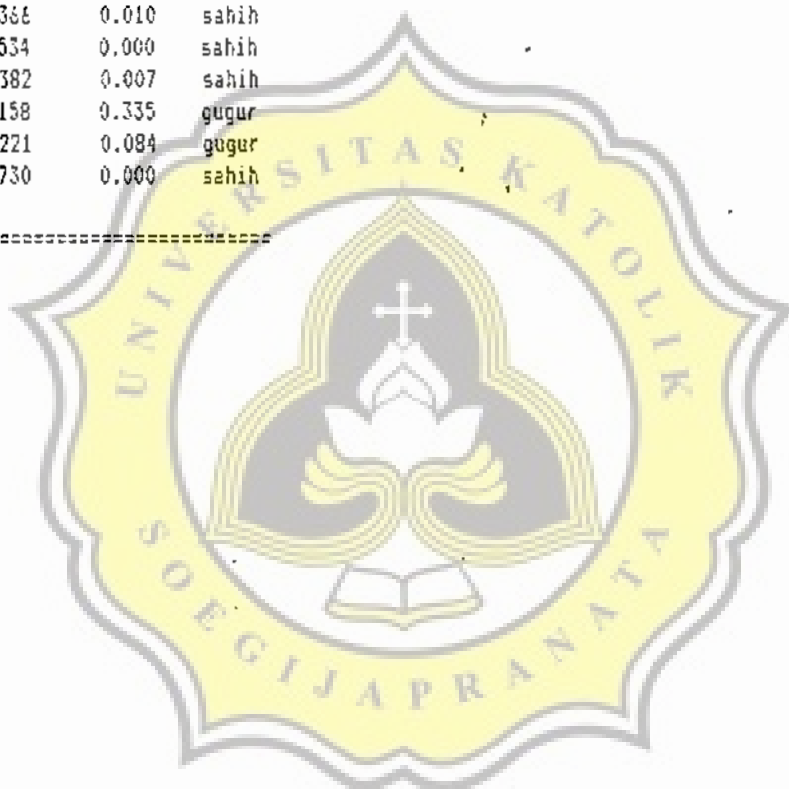 366 0.010 sahih
534 0.000 sahih
382 0.007 sahih
158 0.335 gugur
221 0.084 gugur
730 0.000 sahih
=========================
UNIVERSITAS KATOLIK
SOEGIJAPRANATA